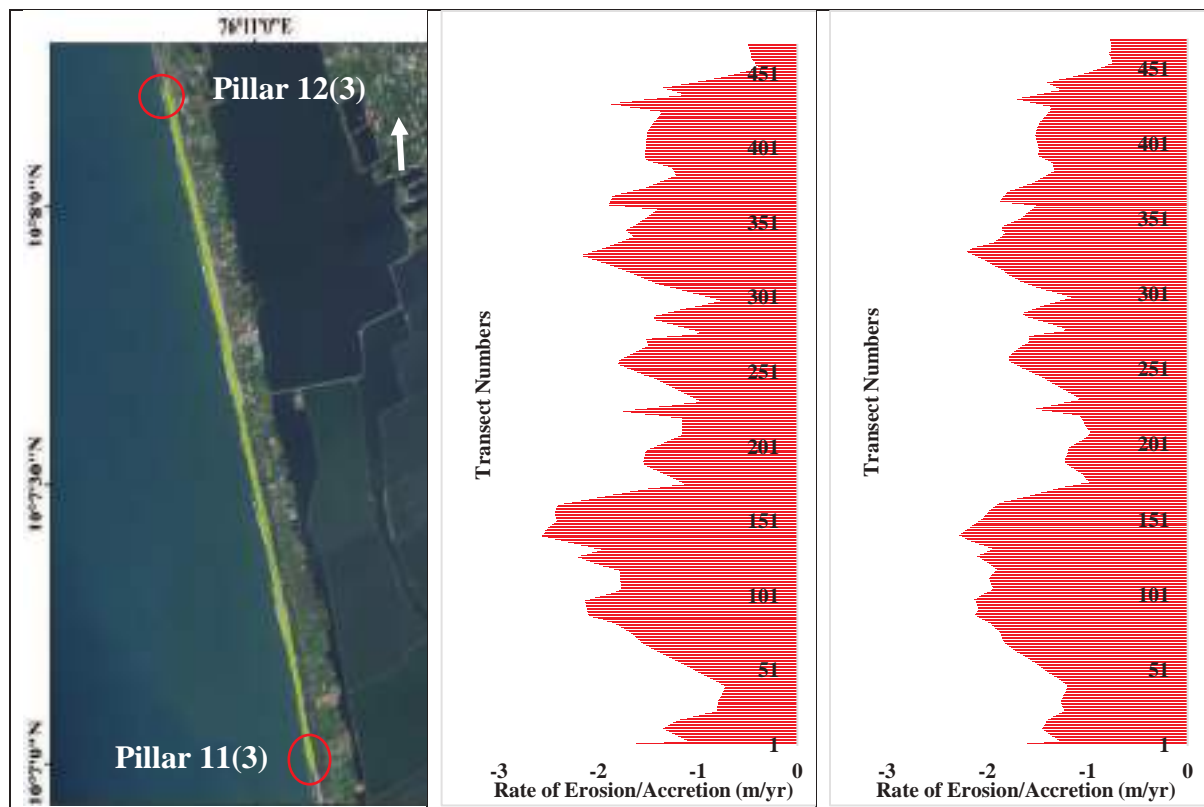 76°11'0"E
Pillar 12(3)
10°8'0"N
10°7'30"N
10°7'0"N
Pillar 11(3)
Transect Numbers
451
401
351
301
251
201
151
101
51
1
-3 -2 -1 0
Rate of Erosion/Accretion (m/yr)
Transect Numbers
451
401
351
301
251
201
151
101
51
1
-3 -2 -1 0
Rate of Erosion/Accretion (m/yr)